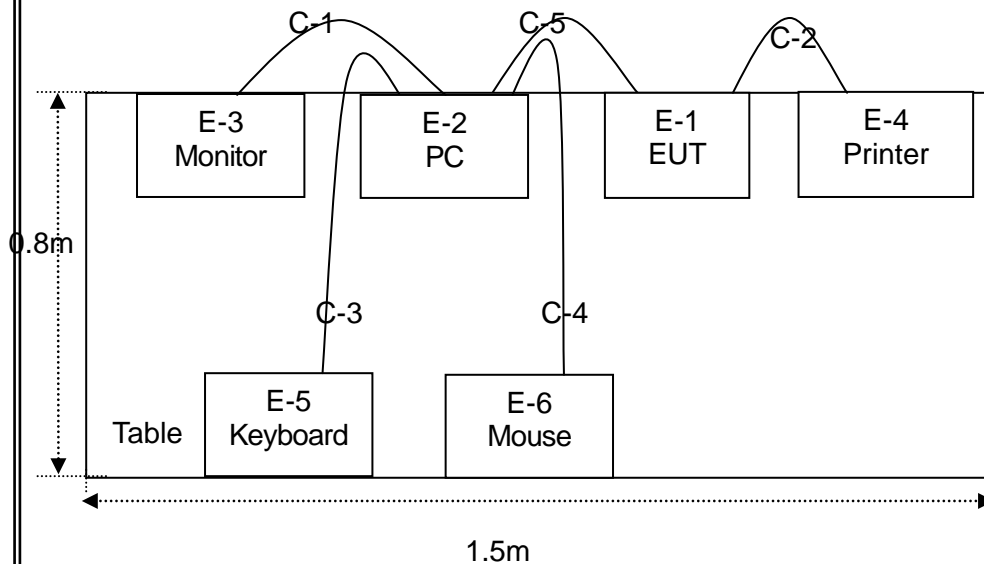 C-1
C-5
C-2
E-3
Monitor
E-2
PC
E-1
EUT
E-4
Printer
0.8m
C-3
C-4
E-5
Keyboard
E-6
Mouse
Table
1.5m